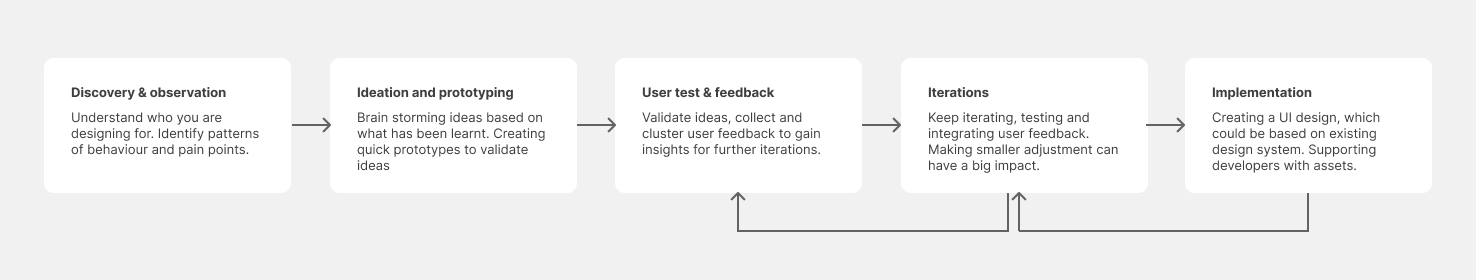 Discovery & observation
Understand who you are
designing for. Identify patterns
of behaviour and pain points.
Ideation and prototyping
Brain storming ideas based on
what has been learnt. Creating
quick prototypes to validate
ideas
User test & feedback
Validate ideas, collect and
cluster user feedback to gain
insights for further iterations.
Iterations
Keep iterating, testing and
integrating user feedback.
Making smaller adjustment can
have a big impact.
Implementation
Creating a UI design, which
could be based on existing
design system. Supporting
developers with assets.